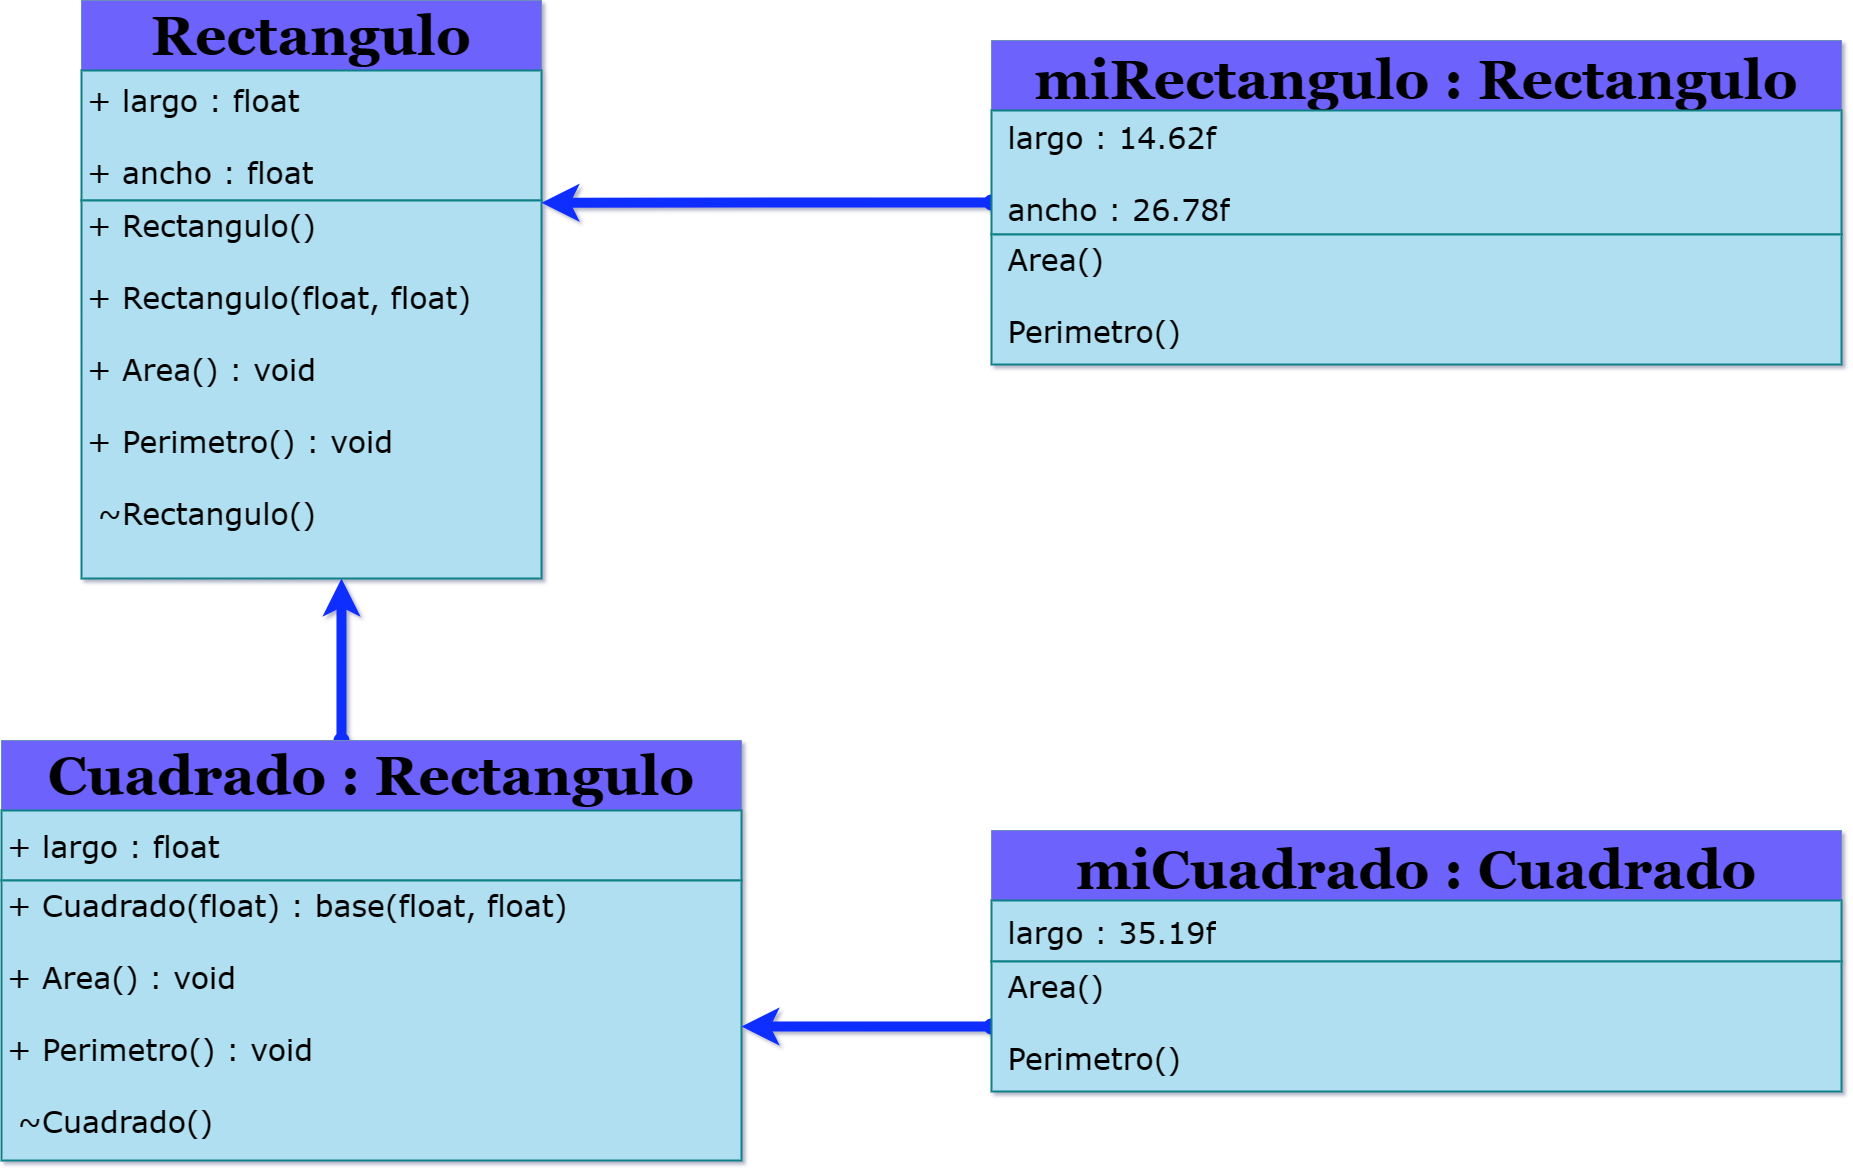 Rectangulo
+ largo : float
+ ancho : float
+ Rectangulo()
+ Rectangulo(float, float)
+ Area() : void
+ Perimetro() : void
~Rectangulo()
miRectangulo : Rectangulo
largo : 14.62f
ancho : 26.78f
Area()
Perimetro()
Cuadrado : Rectangulo
+ largo : float
+ Cuadrado(float) : base(float, float)
+ Area() : void
+ Perimetro() : void
~Cuadrado()
miCuadrado : Cuadrado
largo : 35.19f
Area()
Perimetro()